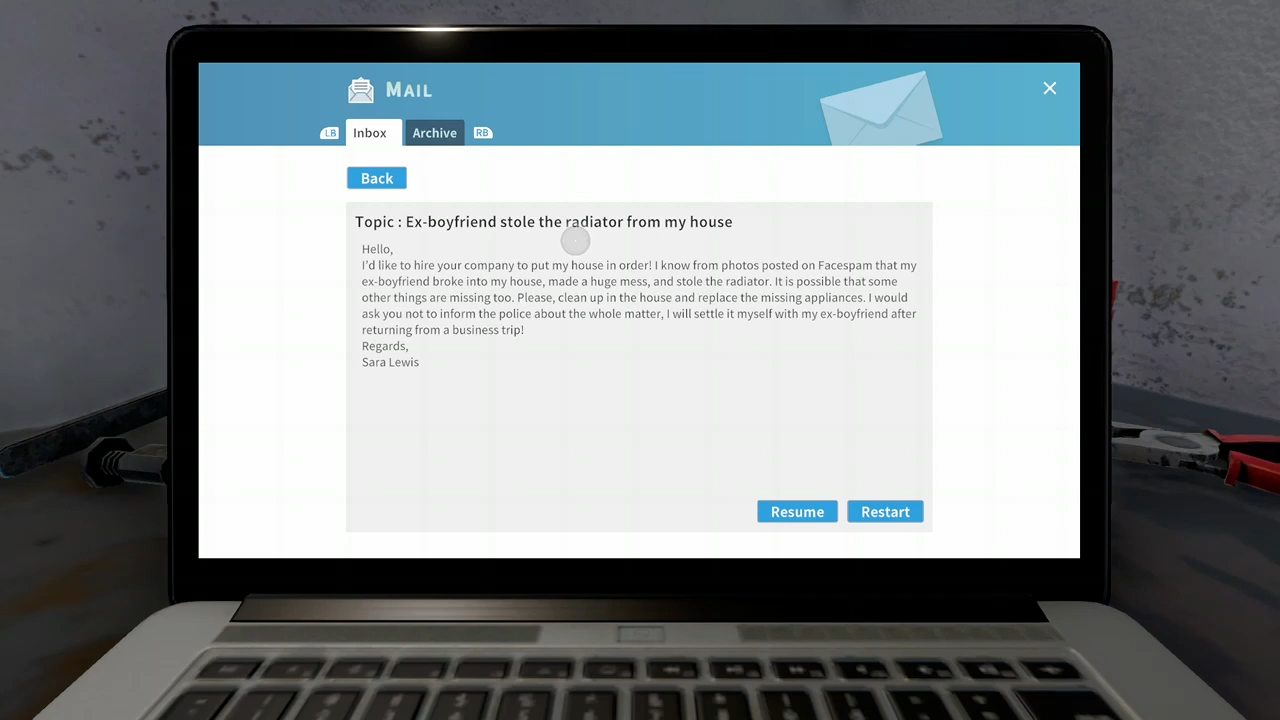 MAIL
LB
Inbox
Archive
RB
Back
Topic : Ex-boyfriend stole the radiator from my house
Hello,
I'd like to hire your company to put my house in order! I know from photos posted on Facespam that my
ex-boyfriend broke into my house, made a huge mess, and stole the radiator. It is possible that some
other things are missing too. Please, clean up in the house and replace the missing appliances. I would
ask you not to inform the police about the whole matter, I will settle it myself with my ex-boyfriend after
returning from a business trip!
Regards,
Sara Lewis
Resume
Restart